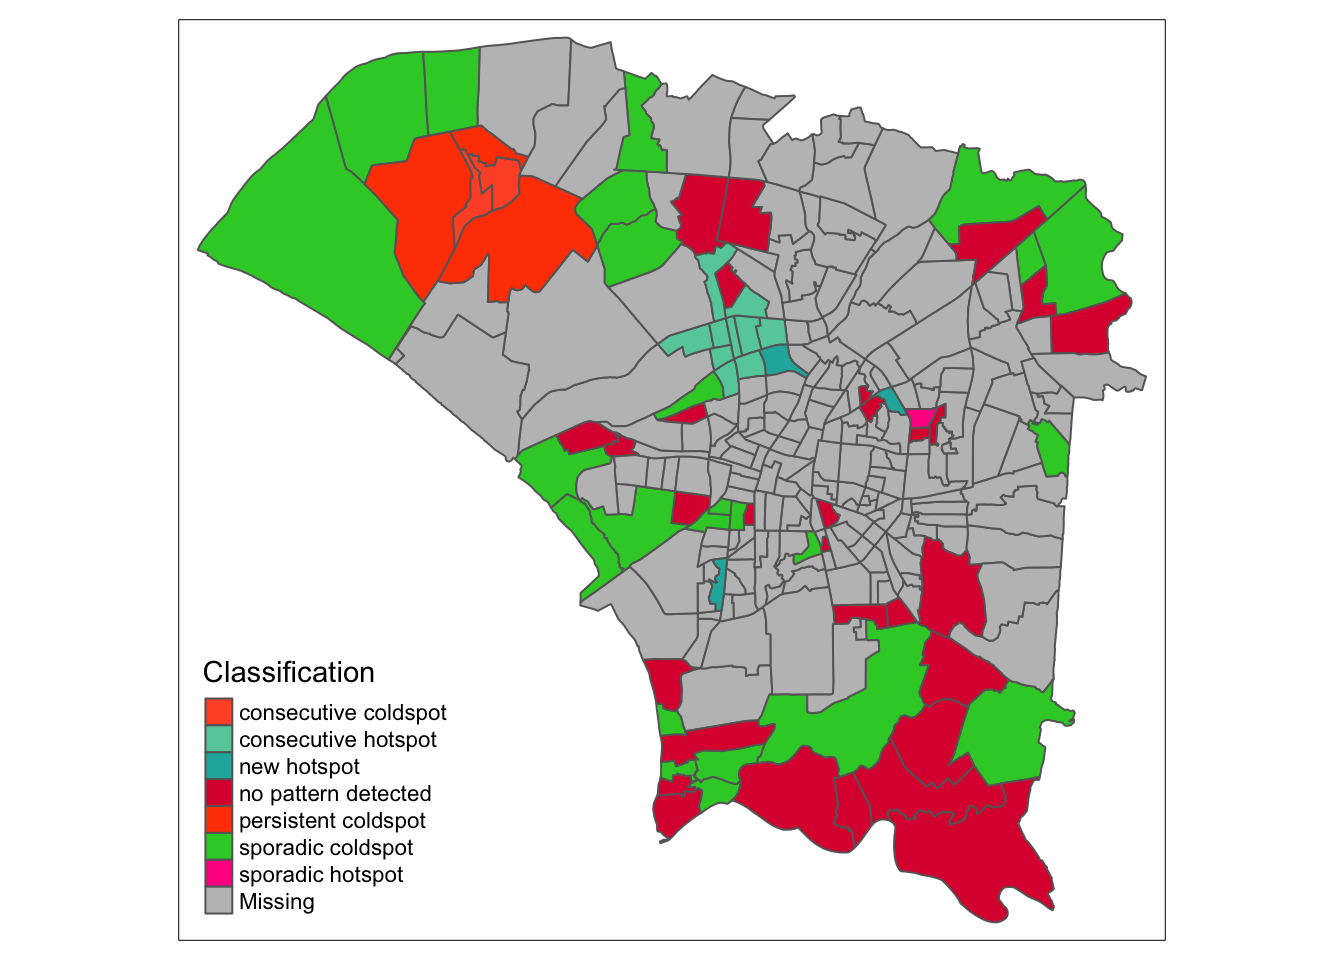 Classification
consecutive coldspot
consecutive hotspot
new hotspot
no pattern detected
persistent coldspot
sporadic coldspot
sporadic hotspot
Missing